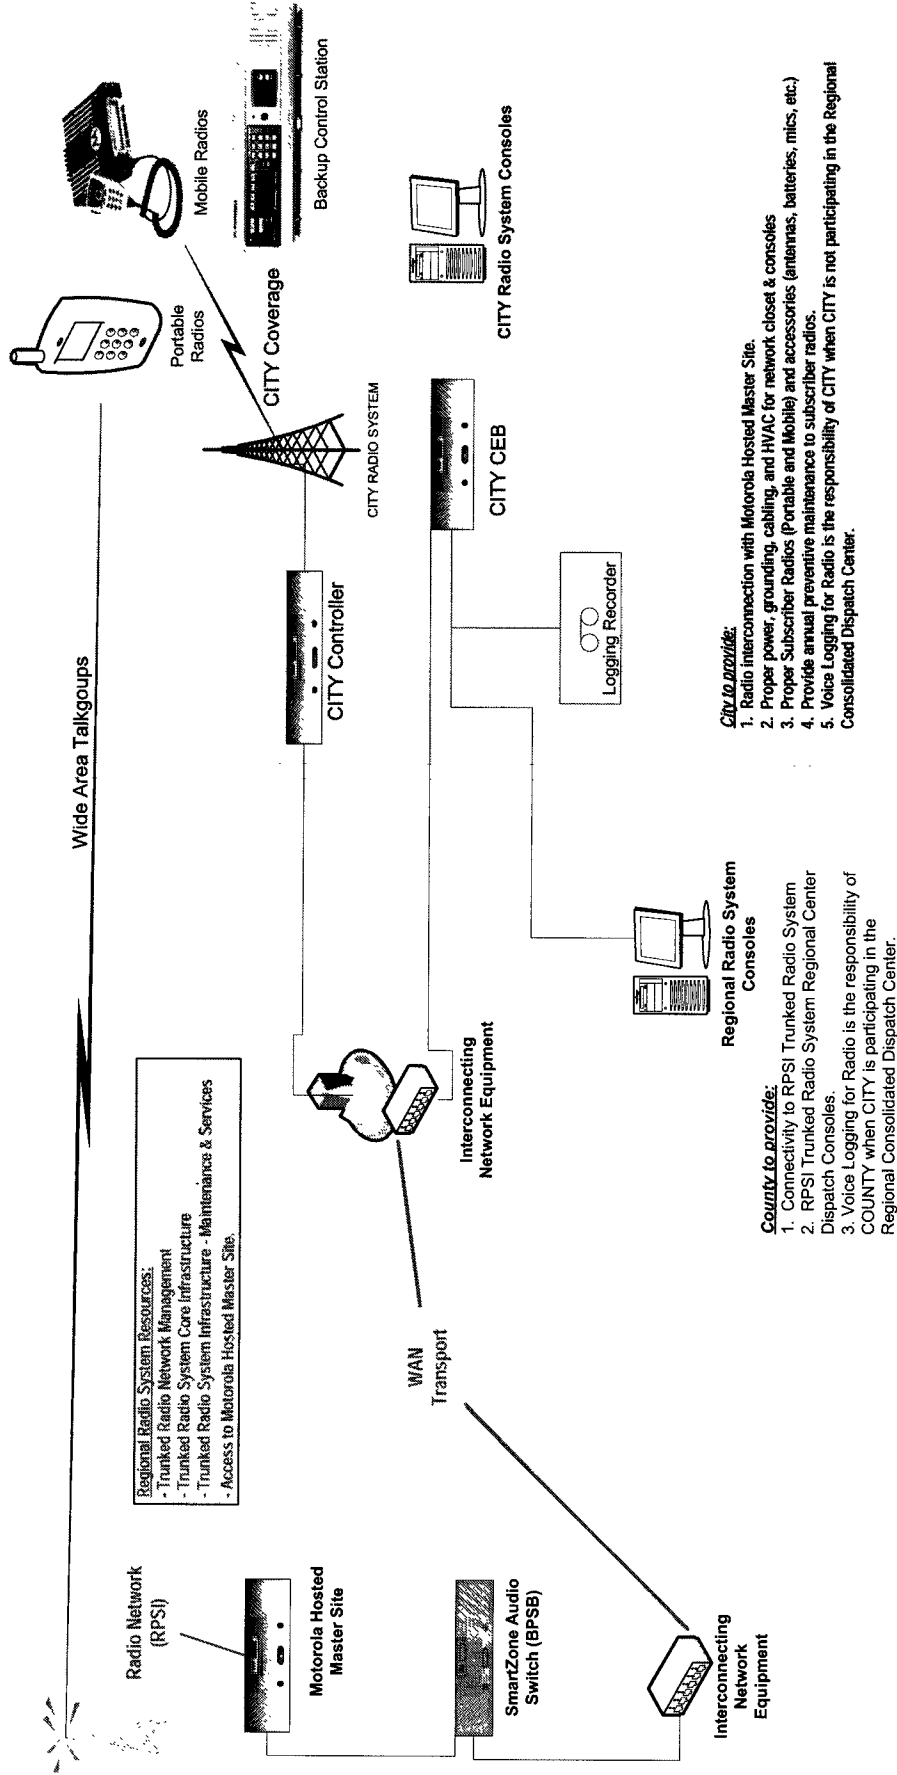 Wide Area Talkgoups
Portable
Radios
Mobile Radios
Backup Control Station
CITY Coverage
CITY RADIO SYSTEM
CITY Controller
CITY Radio System Consoles
CITY CEB
Logging Recorder
Regional Radio System Resources:
- Trunked Radio Network Management
- Trunked Radio System Core Infrastructure
- Trunked Radio System Infrastructure - Maintenance & Services
- Access to Motorola Hosted Master Site.
Radio Network
(RPSI)
Motorola Hosted
Master Site
SmartZone Audio
Switch (BPSB)
Interconnecting
Network
Equipment
WAN
Transport
Interconnecting
Network Equipment
Regional Radio System
Consoles
County to provide:
1. Connectivity to RPSI Trunked Radio System
2. RPSI Trunked Radio System Regional Center
Dispatch Consoles.
3. Voice Logging for Radio is the responsibility of
COUNTY when CITY is participating in the
Regional Consolidated Dispatch Center.
City to provide:
1. Radio interconnection with Motorola Hosted Master Site.
2. Proper power, grounding, cabling, and HVAC for network closet & consoles
3. Proper Subscriber Radios (Portable and Mobile) and accessories (antennas, batteries, mics, etc.)
4. Provide annual preventive maintenance to subscriber radios.
5. Voice Logging for Radio is the responsibility of CITY when CITY is not participating in the Regional
Consolidated Dispatch Center.